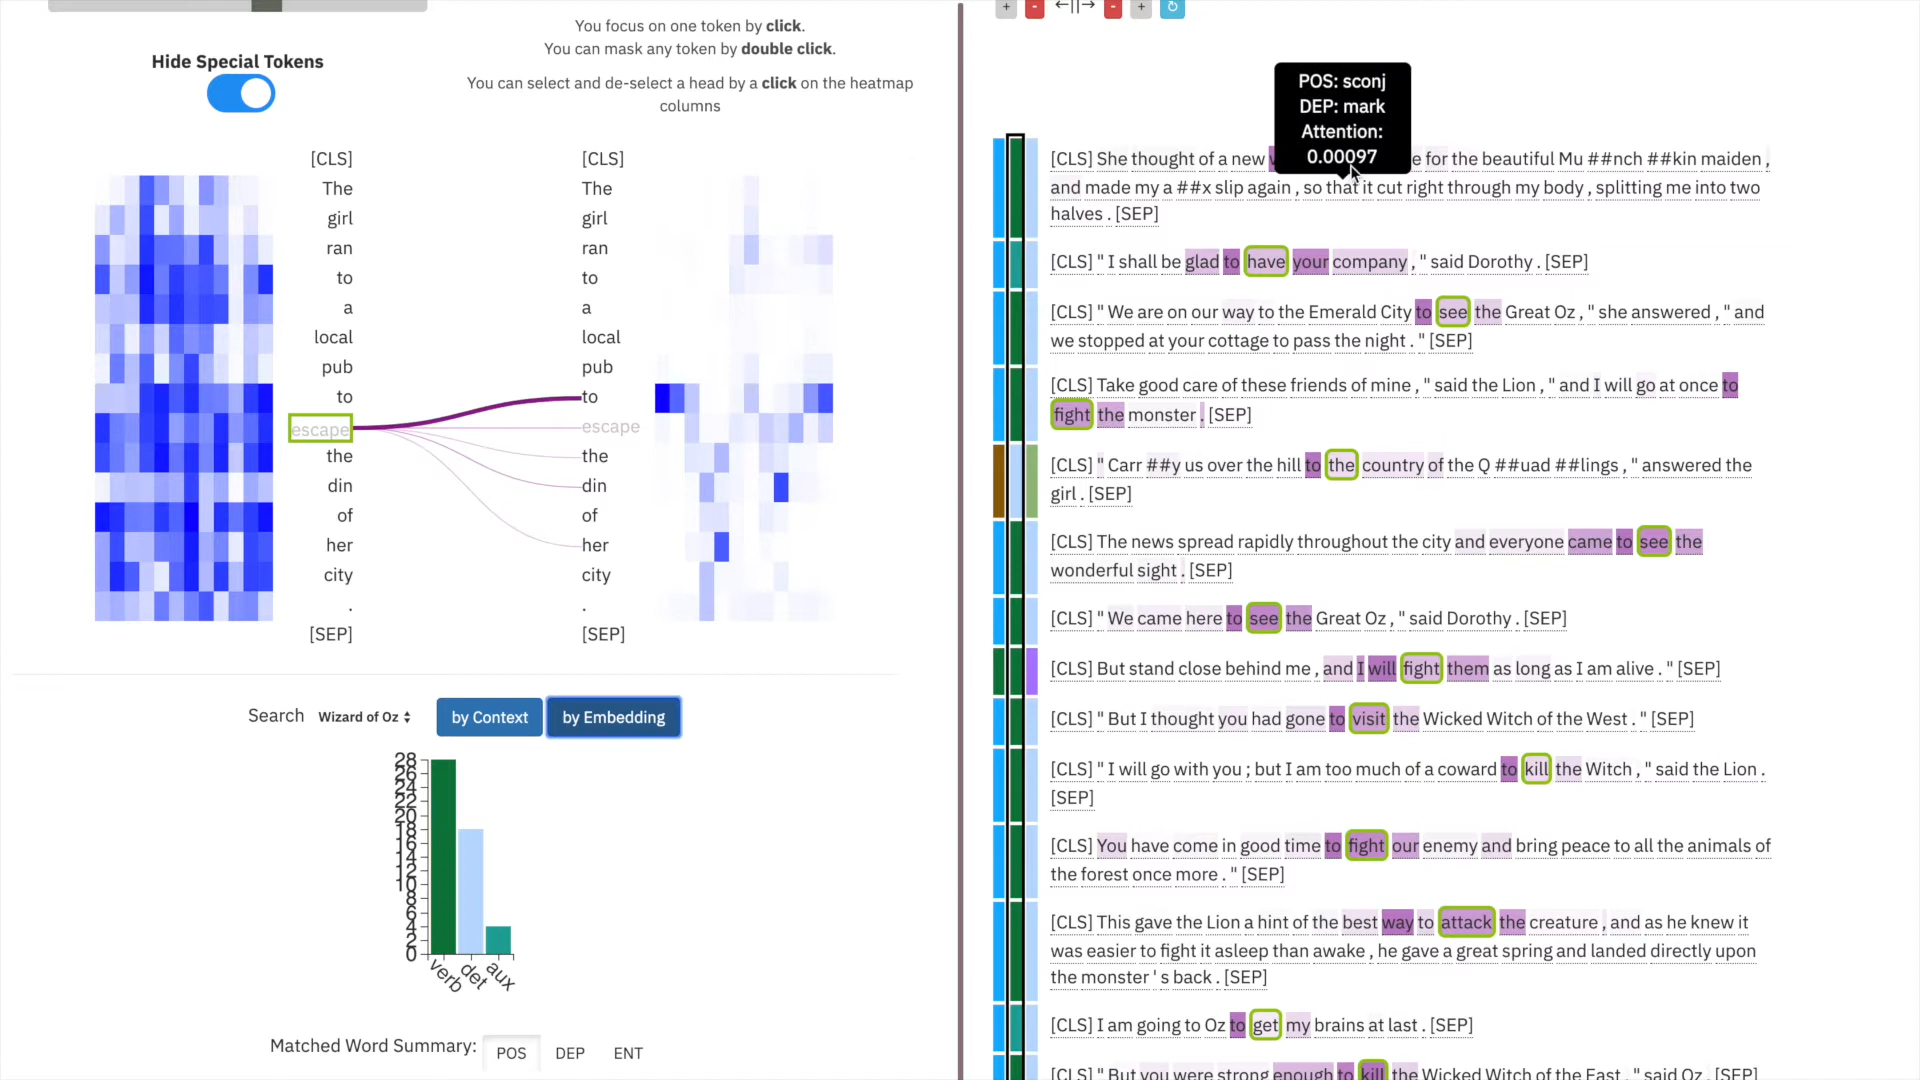 You focus on one token by click.
You can mask any token by double click.
Hide Special Tokens
You can select and de-select a head by a click on the heatmap
columns
[CLS] [CLS]
The The
girl girl
ran ran
to to
a a
local local
pub pub
to to
escape escape
the the
din din
of of
her her
city city
. .
[SEP] [SEP]
Search Wizard of Oz by Context by Embedding
28
26
24
22
20
18
16
14
12
10
8
6
4
2
0
verb det aux
Matched Word Summary: POS DEP ENT
+ - ←||→ - +
POS: sconj
DEP: mark
Attention:
0.00097
[CLS] She thought of a new e for the beautiful Mu ##nch ##kin maiden ,
and made my a ##x slip again , so that it cut right through my body , splitting me into two
halves . [SEP]
[CLS] " I shall be glad to have your company , " said Dorothy . [SEP]
[CLS] " We are on our way to the Emerald City to see the Great Oz , " she answered , " and
we stopped at your cottage to pass the night . " [SEP]
[CLS] Take good care of these friends of mine , " said the Lion , " and I will go at once to
fight the monster . [SEP]
[CLS] " Carr ##y us over the hill to the country of the Q ##uad ##lings , " answered the
girl . [SEP]
[CLS] The news spread rapidly throughout the city and everyone came to see the
wonderful sight . [SEP]
[CLS] " We came here to see the Great Oz , " said Dorothy . [SEP]
[CLS] But stand close behind me , and I will fight them as long as I am alive . " [SEP]
[CLS] " But I thought you had gone to visit the Wicked Witch of the West . " [SEP]
[CLS] " I will go with you ; but I am too much of a coward to kill the Witch , " said the Lion .
[SEP]
[CLS] You have come in good time to fight our enemy and bring peace to all the animals of
the forest once more . " [SEP]
[CLS] This gave the Lion a hint of the best way to attack the creature , and as he knew it
was easier to fight it asleep than awake , he gave a great spring and landed directly upon
the monster ' s back . [SEP]
[CLS] I am going to Oz to get my brains at last . [SEP]
[CLS] " But you were strong enough to kill the Wicked Witch of the East , " said Oz . [SEP]